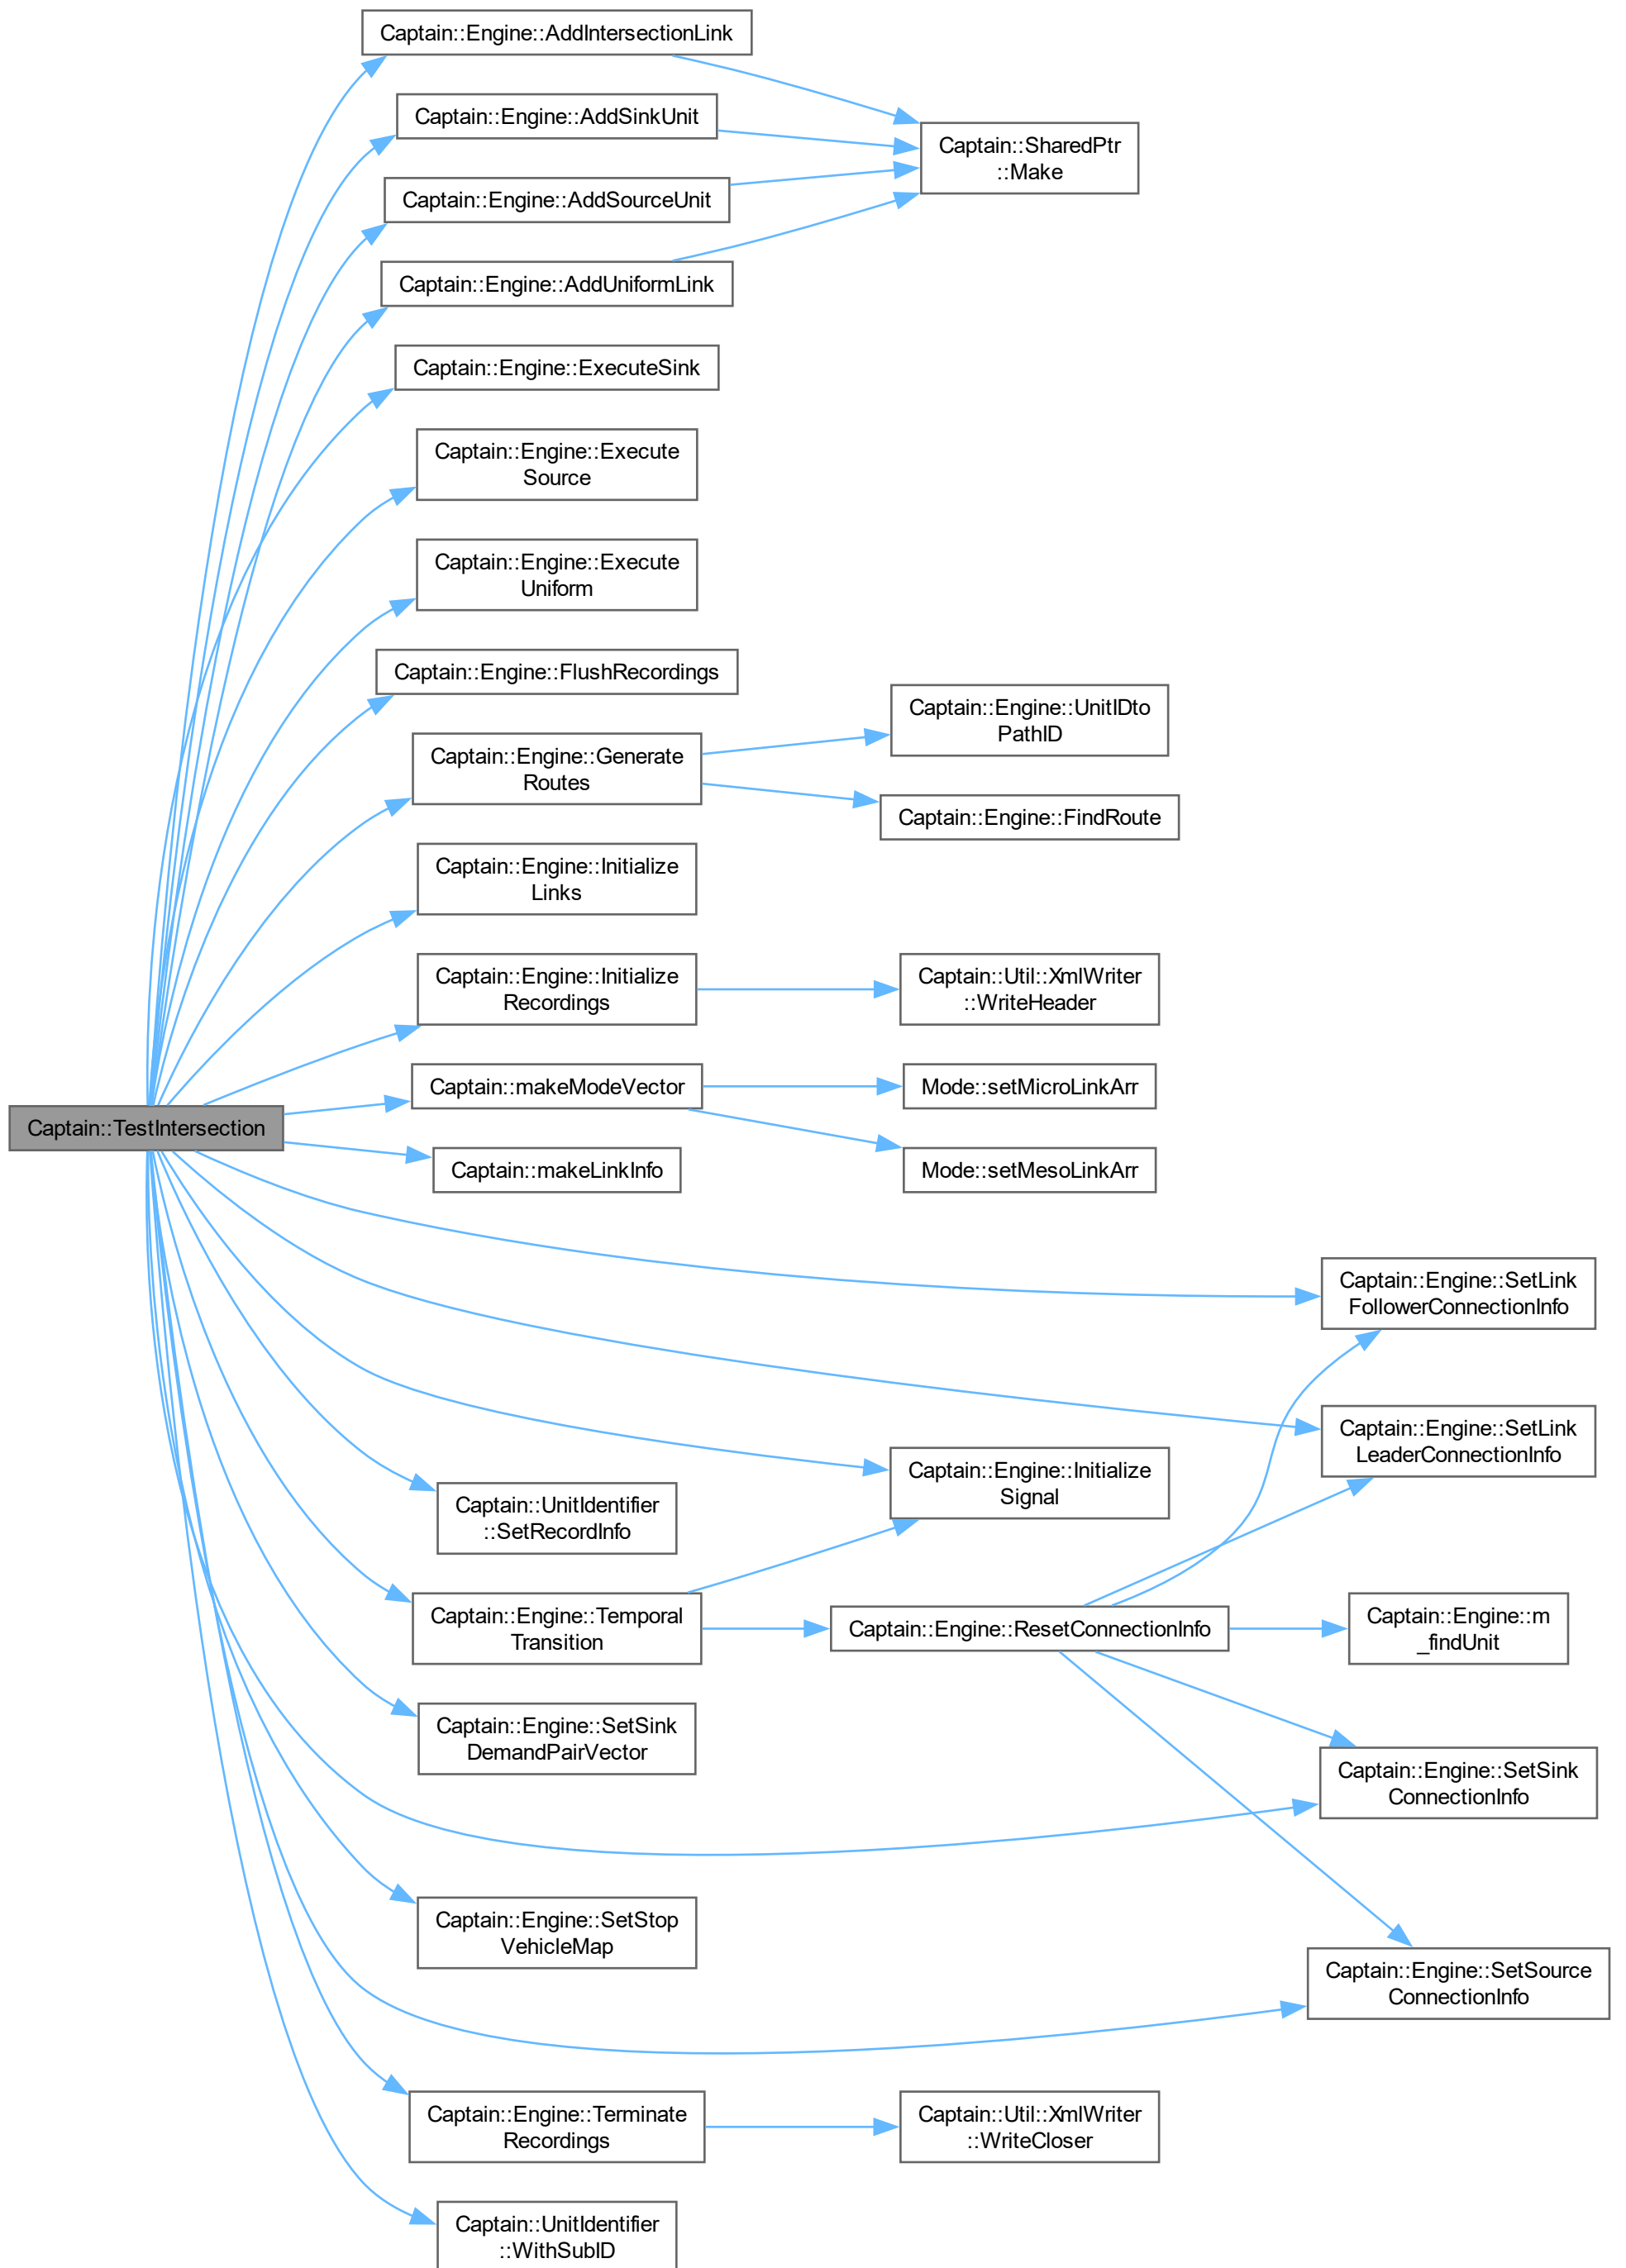 Captain::Engine::AddIntersectionLink
Captain::Engine::AddSinkUnit
Captain::SharedPtr
::Make
Captain::Engine::AddSourceUnit
Captain::Engine::AddUniformLink
Captain::Engine::ExecuteSink
Captain::Engine::Execute
Source
Captain::Engine::Execute
Uniform
Captain::Engine::FlushRecordings
Captain::Engine::UnitIDto
PathID
Captain::Engine::Generate
Routes
Captain::Engine::FindRoute
Captain::Engine::Initialize
Links
Captain::Engine::Initialize
Recordings
Captain::Util::XmlWriter
::WriteHeader
Captain::makeModeVector
Mode::setMicroLinkArr
Captain::TestIntersection
Captain::makeLinkInfo
Mode::setMesoLinkArr
Captain::Engine::SetLink
FollowerConnectionInfo
Captain::Engine::SetLink
LeaderConnectionInfo
Captain::Engine::Initialize
Signal
Captain::UnitIdentifier
::SetRecordInfo
Captain::Engine::Temporal
Transition
Captain::Engine::ResetConnectionInfo
Captain::Engine::m
_findUnit
Captain::Engine::SetSink
DemandPairVector
Captain::Engine::SetSink
ConnectionInfo
Captain::Engine::SetStop
VehicleMap
Captain::Engine::SetSource
ConnectionInfo
Captain::Engine::Terminate
Recordings
Captain::Util::XmlWriter
::WriteCloser
Captain::UnitIdentifier
::WithSubID